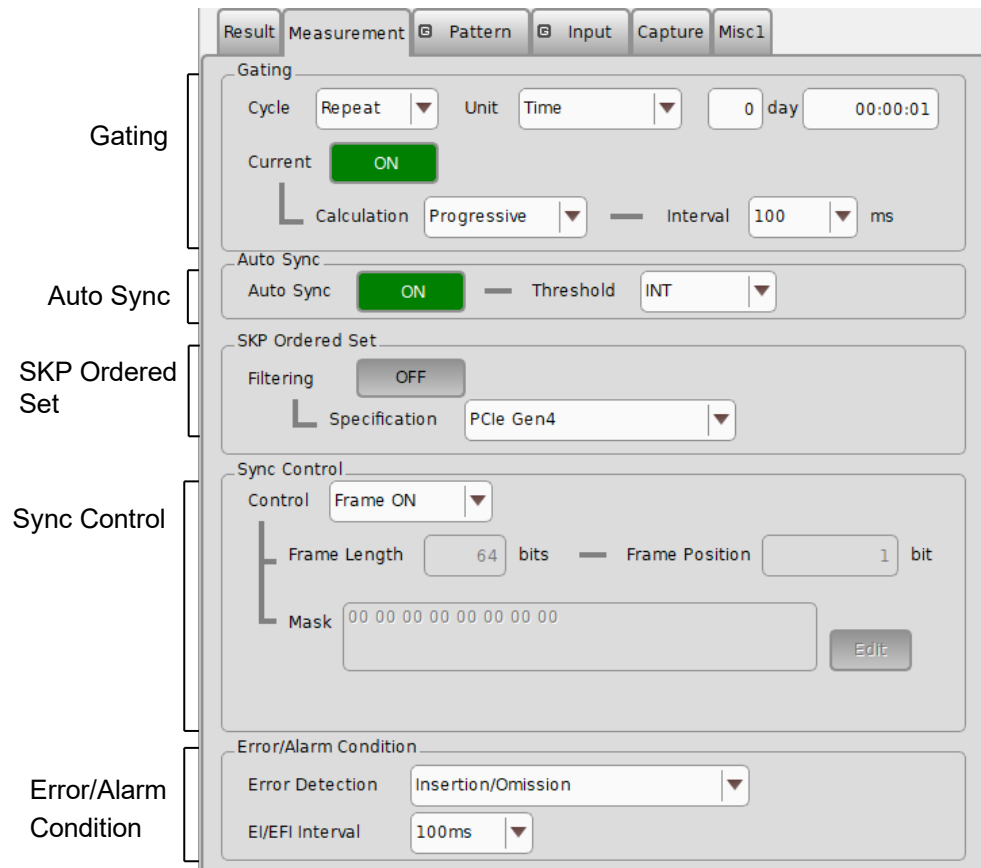 Result Measurement G Pattern G Input Capture Misc1
Gating
Gating
Cycle Repeat Unit Time 0 day 00:00:01
Current ON
Calculation Progressive Interval 100 ms
Auto Sync
Auto Sync
Auto Sync ON Threshold INT
SKP Ordered
Set
SKP Ordered Set
Filtering OFF
Specification PCIe Gen4
Sync Control
Sync Control
Control Frame ON
Frame Length 64 bits Frame Position 1 bit
Mask 00 00 00 00 00 00 00 00
Edit
Error/Alarm
Condition
Error/Alarm Condition
Error Detection Insertion/Omission
EI/EFI Interval 100ms